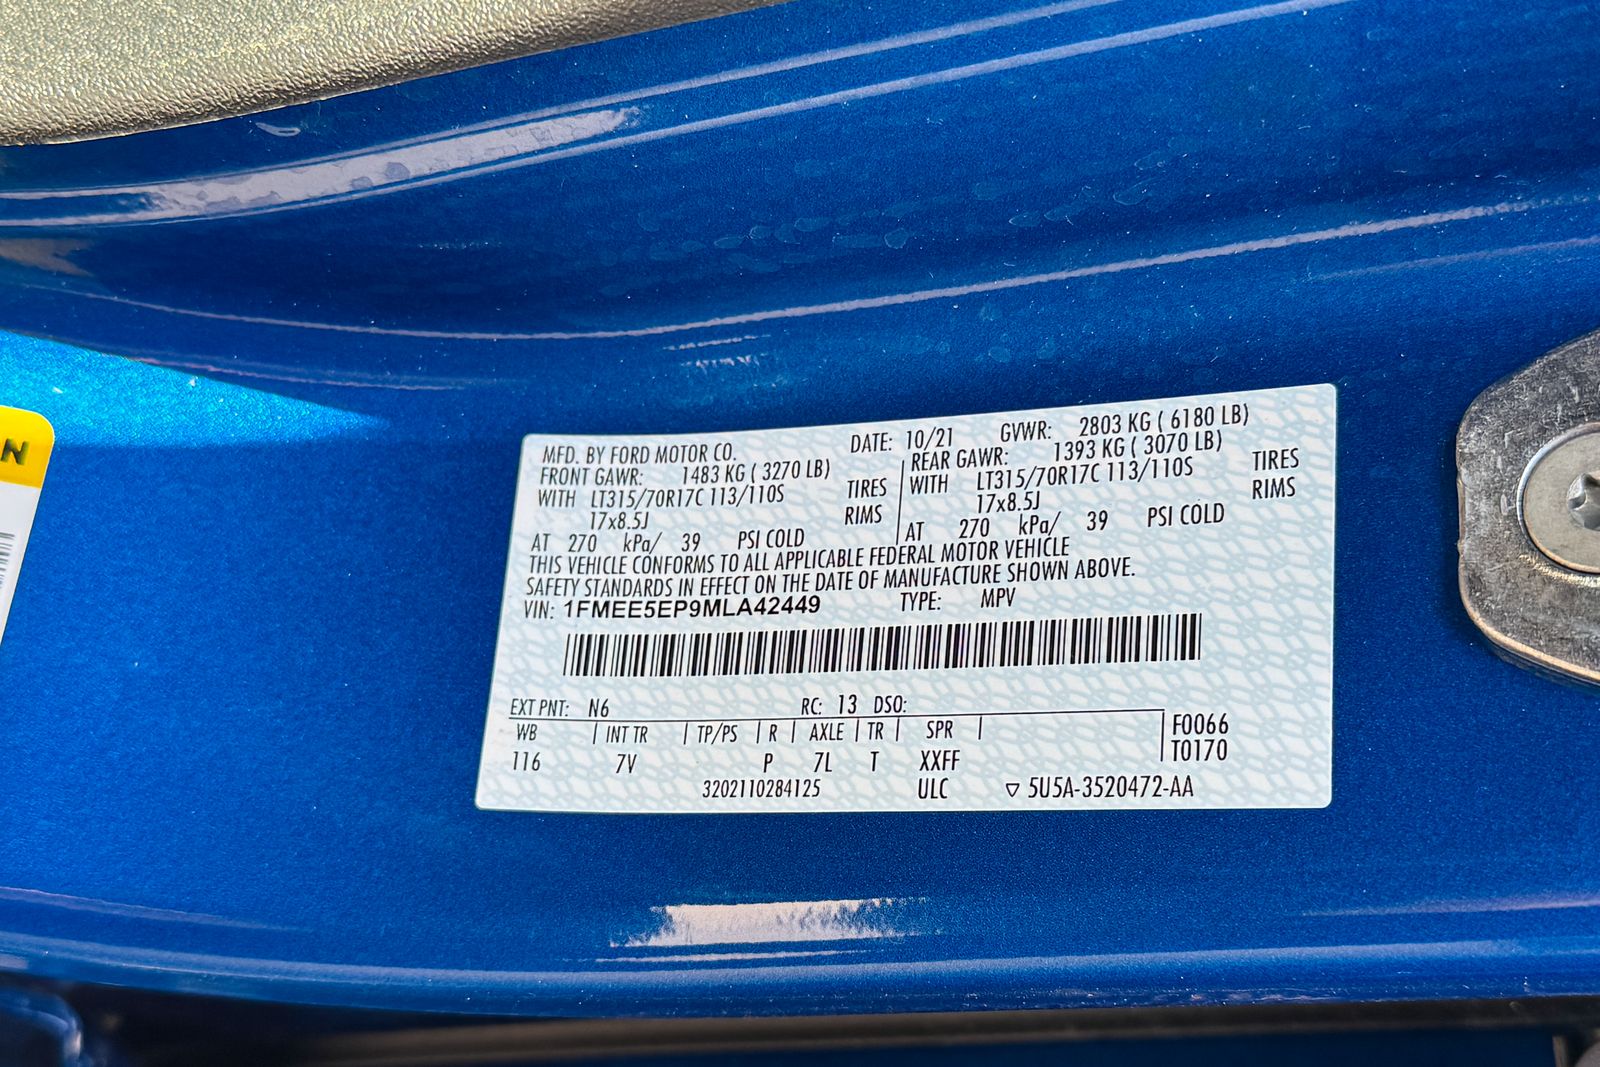 N
MFD. BY FORD MOTOR CO. DATE: 10/21 GVWR: 2803 KG ( 6180 LB)
FRONT GAWR: 1483 KG ( 3270 LB) REAR GAWR: 1393 KG ( 3070 LB)
WITH LT315/70R17C 113/110S TIRES WITH LT315/70R17C 113/110S TIRES
17x8.5J RIMS 17x8.5J RIMS
AT 270 kPa/ 39 PSI COLD AT 270 kPa/ 39 PSI COLD
THIS VEHICLE CONFORMS TO ALL APPLICABLE FEDERAL MOTOR VEHICLE
SAFETY STANDARDS IN EFFECT ON THE DATE OF MANUFACTURE SHOWN ABOVE.
VIN: 1FMEE5EP9MLA42449 TYPE: MPV
EXT PNT: N6 RC: 13 DSO:
WB INT TR TP/PS R AXLE TR SPR F0066
116 7V P 7L T XXFF T0170
3202110284125 ULC ▽ 5U5A-3520472-AA